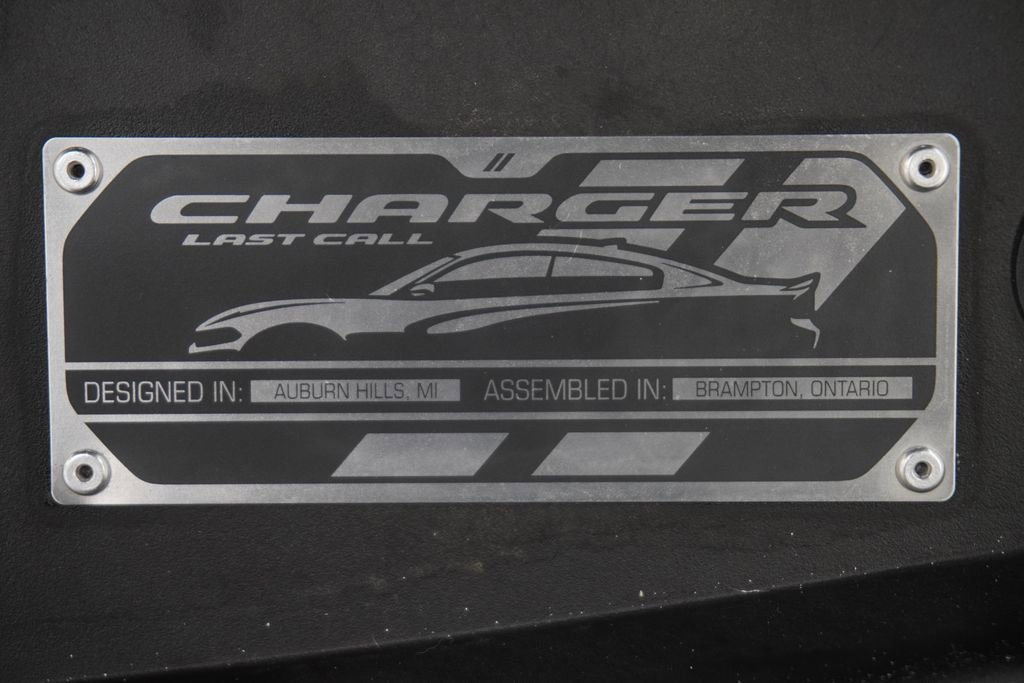 CHARGER
LAST CALL
DESIGNED IN: AUBURN HILLS, MI ASSEMBLED IN: BRAMPTON, ONTARIO